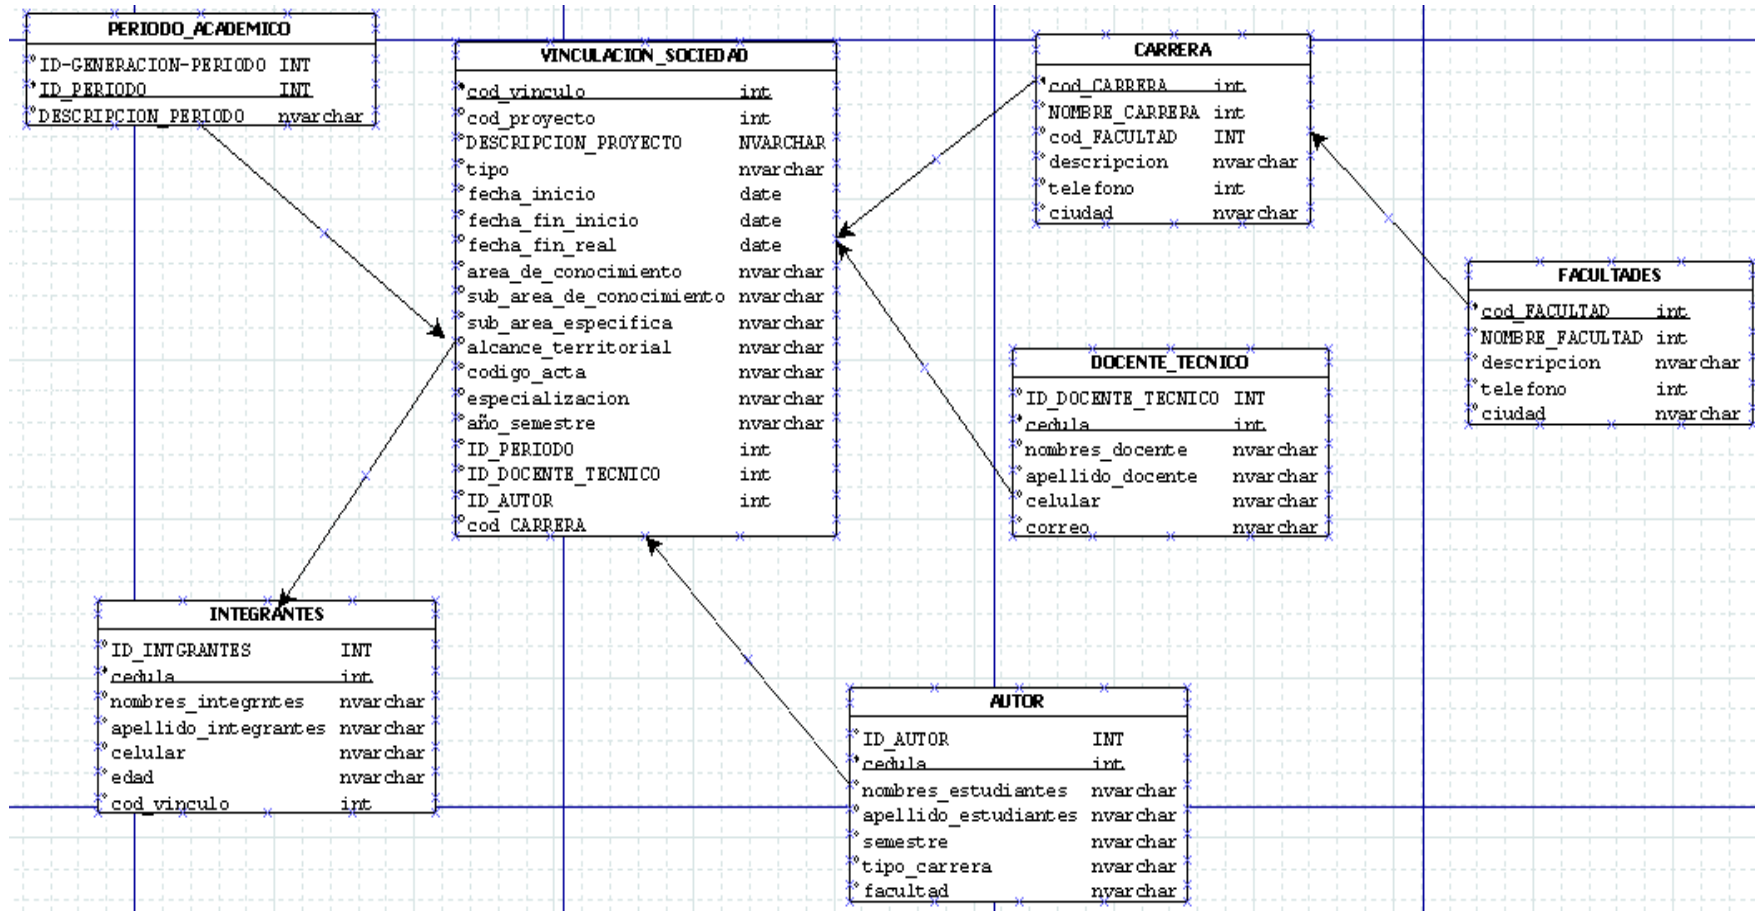 PERIODO_ACADEMICO
ID-GENERACION-PERIODO INT
ID_PERIODO INT
DESCRIPCION_PERIODO nvarchar
VINCULACION_SOCIEDAD
cod_vinculo int
cod_proyecto int
DESCRIPCION_PROYECTO NVARCHAR
tipo nvarchar
fecha_inicio date
fecha_fin_inicio date
fecha_fin_real date
area_de_conocimiento nvarchar
sub_area_de_conocimiento nvarchar
sub_area_especifica nvarchar
alcance_territorial nvarchar
codigo_acta nvarchar
especializacion nvarchar
año_semestre nvarchar
ID_PERIODO int
ID_DOCENTE_TECNICO int
ID_AUTOR int
cod_CARRERA
CARRERA
cod_CARRERA int
NOMBRE_CARRERA int
cod_FACULTAD INT
descripcion nvarchar
telefono int
ciudad nvarchar
FACULTADES
cod_FACULTAD int
NOMBRE_FACULTAD int
descripcion nvarchar
telefono int
ciudad nvarchar
DOCENTE_TECNICO
ID_DOCENTE_TECNICO INT
cedula int
nombres_docente nvarchar
apellido_docente nvarchar
celular nvarchar
correo nvarchar
INTEGRANTES
ID_INTGRANTES INT
cedula int
nombres_integrntes nvarchar
apellido_integrantes nvarchar
celular nvarchar
edad nvarchar
cod_vinculo int
AUTOR
ID_AUTOR INT
cedula int
nombres_estudiantes nvarchar
apellido_estudiantes nvarchar
semestre nvarchar
tipo_carrera nvarchar
facultad nvarchar